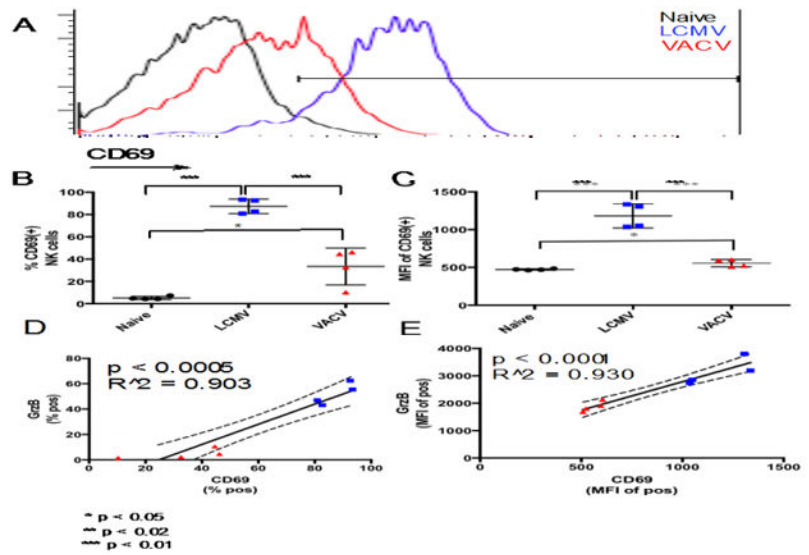 A
Naive
LCMV
VACV
CD69
B
*** ***
*
% CD69(+)
NK cells
100
80
60
40
20
0
Naive LCMV VACV
C
*** ***
*
MFI of CD69(+)
NK cells
1500
1000
500
0
Naive LCMV VACV
D
p < 0.0005
R^2 = 0.903
GrzB
(% pos)
80
60
40
20
0
0 20 40 60 80 100
CD69
(% pos)
E
p < 0.0001
R^2 = 0.930
GrzB
(MFI of pos)
4000
3000
2000
1000
0
0 500 1000 1500
CD69
(MFI of pos)
* p < 0.05
** p < 0.02
*** p < 0.01